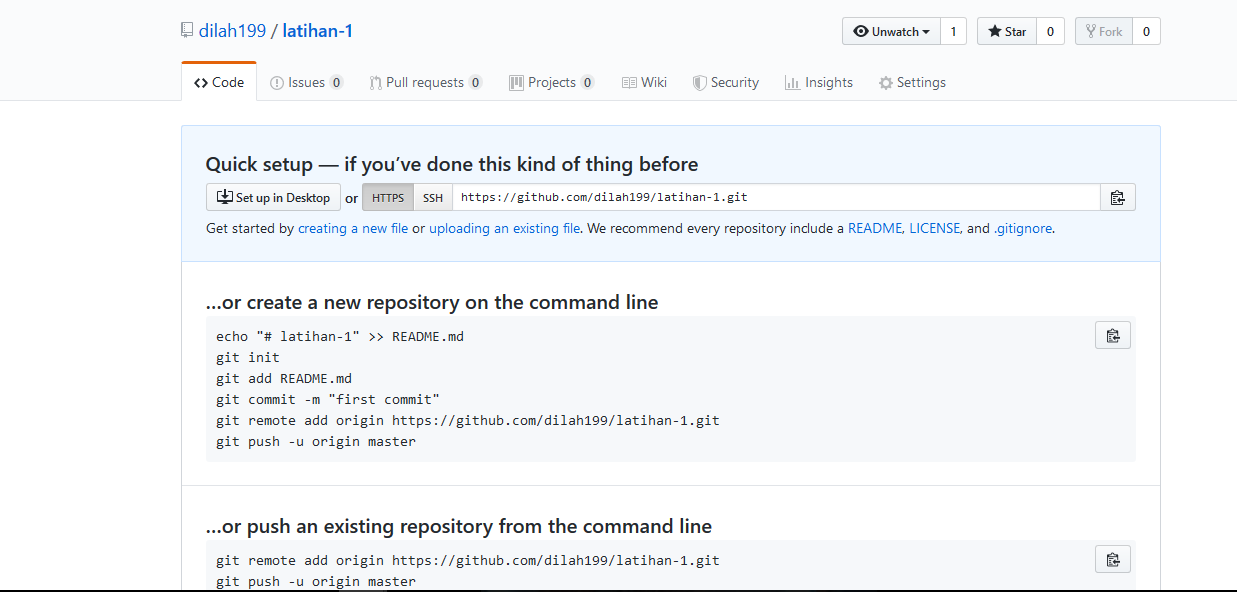 dilah199 / latihan-1
Unwatch 1 Star 0 Fork 0
Code Issues 0 Pull requests 0 Projects 0 Wiki Security Insights Settings
Quick setup — if you’ve done this kind of thing before
Set up in Desktop or HTTPS SSH https://github.com/dilah199/latihan-1.git
Get started by creating a new file or uploading an existing file. We recommend every repository include a README, LICENSE, and .gitignore.
…or create a new repository on the command line
echo "# latihan-1" >> README.md
git init
git add README.md
git commit -m "first commit"
git remote add origin https://github.com/dilah199/latihan-1.git
git push -u origin master
…or push an existing repository from the command line
git remote add origin https://github.com/dilah199/latihan-1.git
git push -u origin master